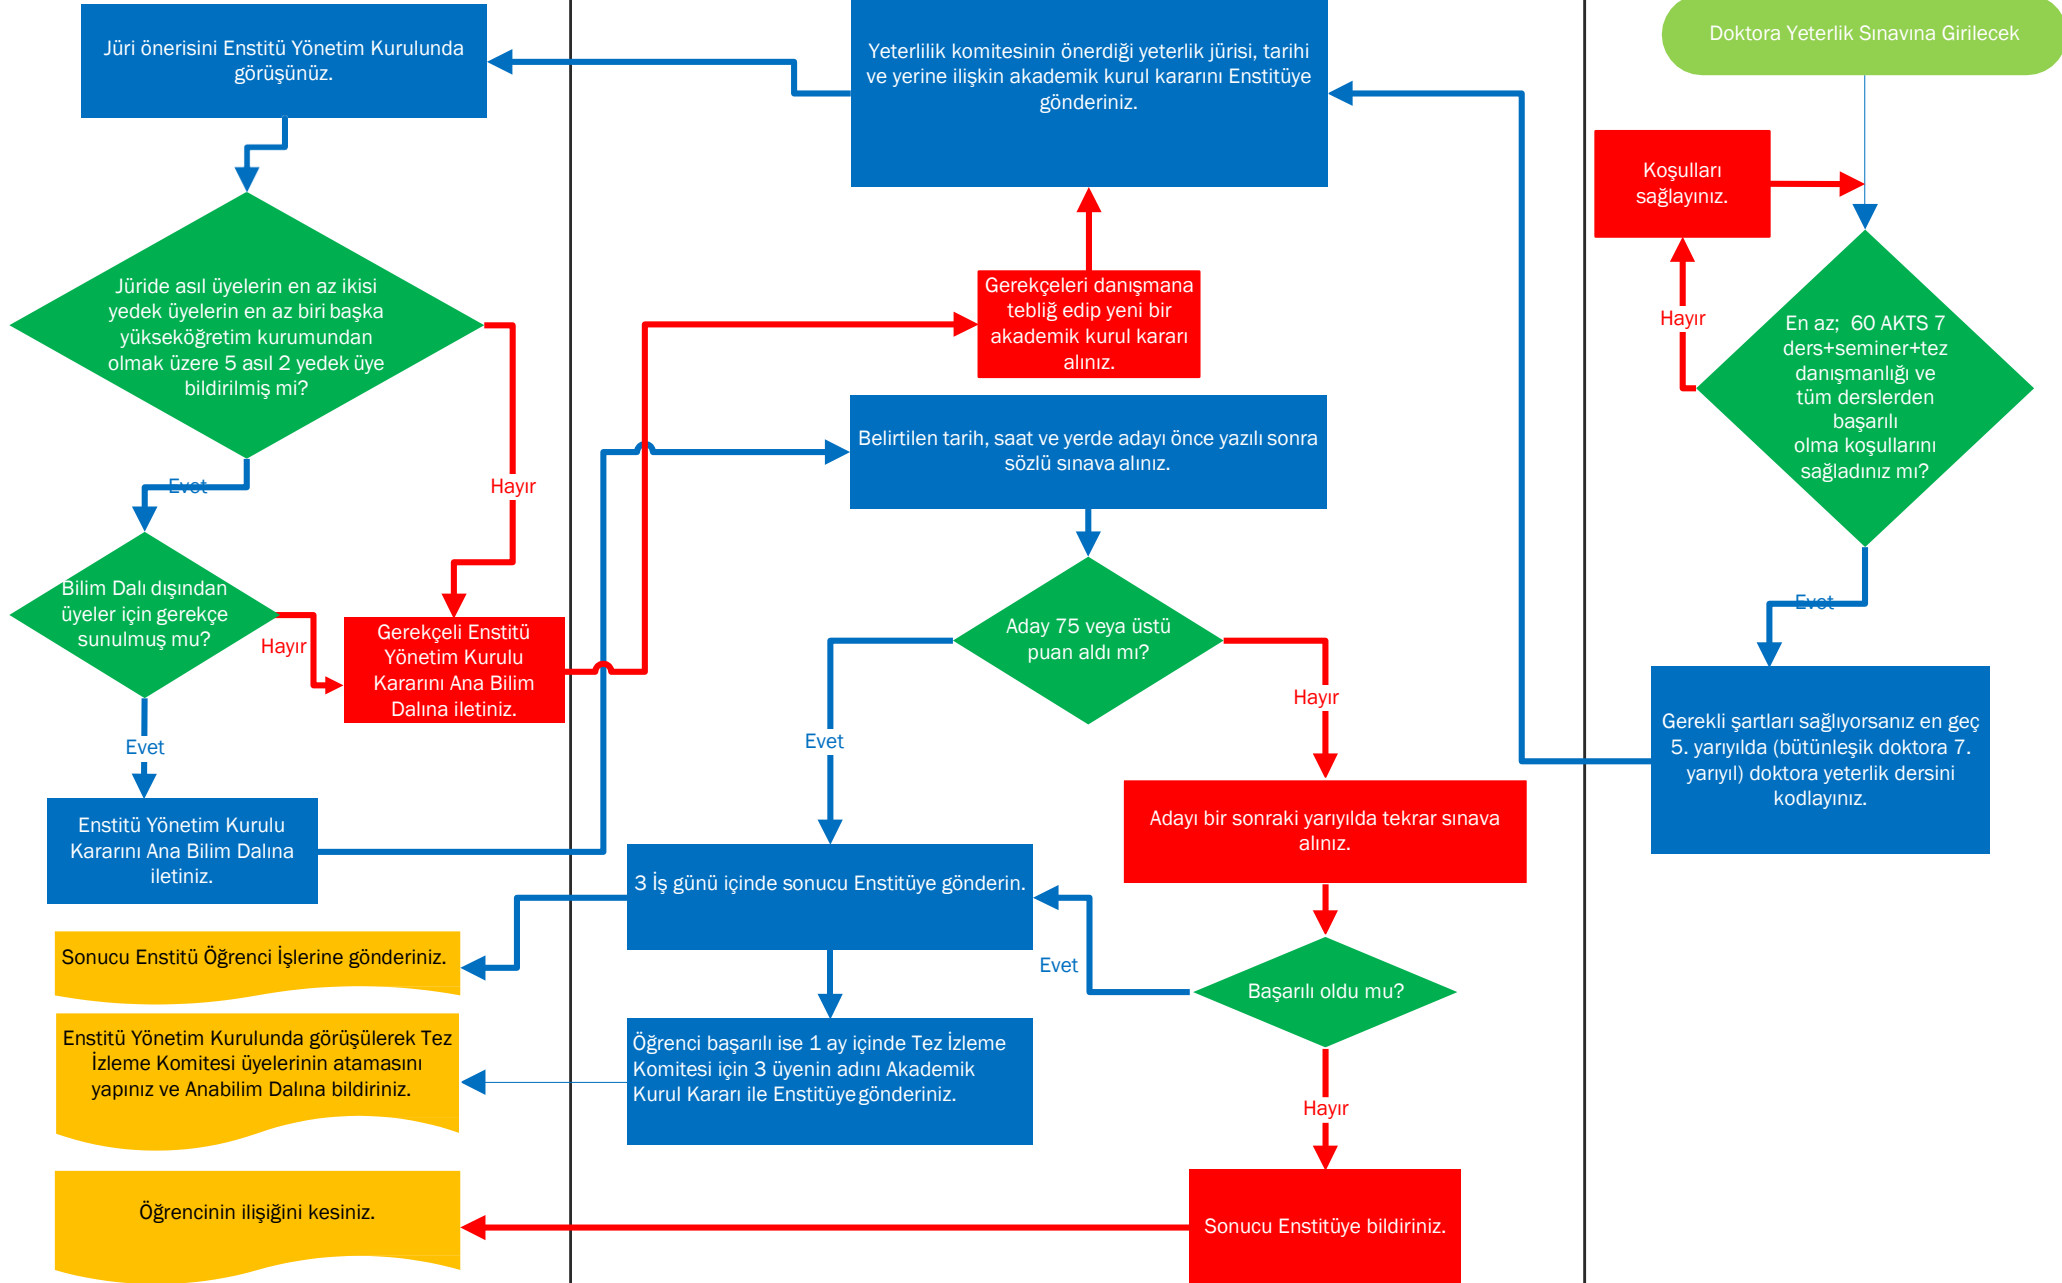 Jüri önerisini Enstitü Yönetim Kurulunda
görüşünüz.
Jüride asıl üyelerin en az ikisi
yedek üyelerin en az biri başka
yükseköğretim kurumundan
olmak üzere 5 asıl 2 yedek üye
bildirilmiş mi?
Evet
Hayır
Bilim Dalı dışından
üyeler için gerekçe
sunulmuş mu?
Hayır
Evet
Gerekçeli Enstitü
Yönetim Kurulu
Kararını Ana Bilim
Dalına iletiniz.
Enstitü Yönetim Kurulu
Kararını Ana Bilim Dalına
iletiniz.
Sonucu Enstitü Öğrenci İşlerine gönderiniz.
Enstitü Yönetim Kurulunda görüşülerek Tez
İzleme Komitesi üyelerinin atamasını
yapınız ve Anabilim Dalına bildiriniz.
Öğrencinin ilişiğini kesiniz.
Yeterlilik komitesinin önerdiği yeterlik jürisi, tarihi
ve yerine ilişkin akademik kurul kararını Enstitüye
gönderiniz.
Gerekçeleri danışmana
tebliğ edip yeni bir
akademik kurul kararı
alınız.
Belirtilen tarih, saat ve yerde adayı önce yazılı sonra
sözlü sınava alınız.
Aday 75 veya üstü
puan aldı mı?
Evet
Hayır
Adayı bir sonraki yarıyılda tekrar sınava
alınız.
3 İş günü içinde sonucu Enstitüye gönderin.
Evet
Başarılı oldu mu?
Öğrenci başarılı ise 1 ay içinde Tez İzleme
Komitesi için 3 üyenin adını Akademik
Kurul Kararı ile Enstitüye gönderiniz.
Hayır
Sonucu Enstitüye bildiriniz.
Doktora Yeterlik Sınavına Girilecek
Koşulları
sağlayınız.
Hayır
En az; 60 AKTS 7
ders+seminer+tez
danışmanlığı ve
tüm derslerden
başarılı
olma koşullarını
sağladınız mı?
Evet
Gerekli şartları sağlıyorsanız en geç
5. yarıyılda (bütünleşik doktora 7.
yarıyıl) doktora yeterlik dersini
kodlayınız.